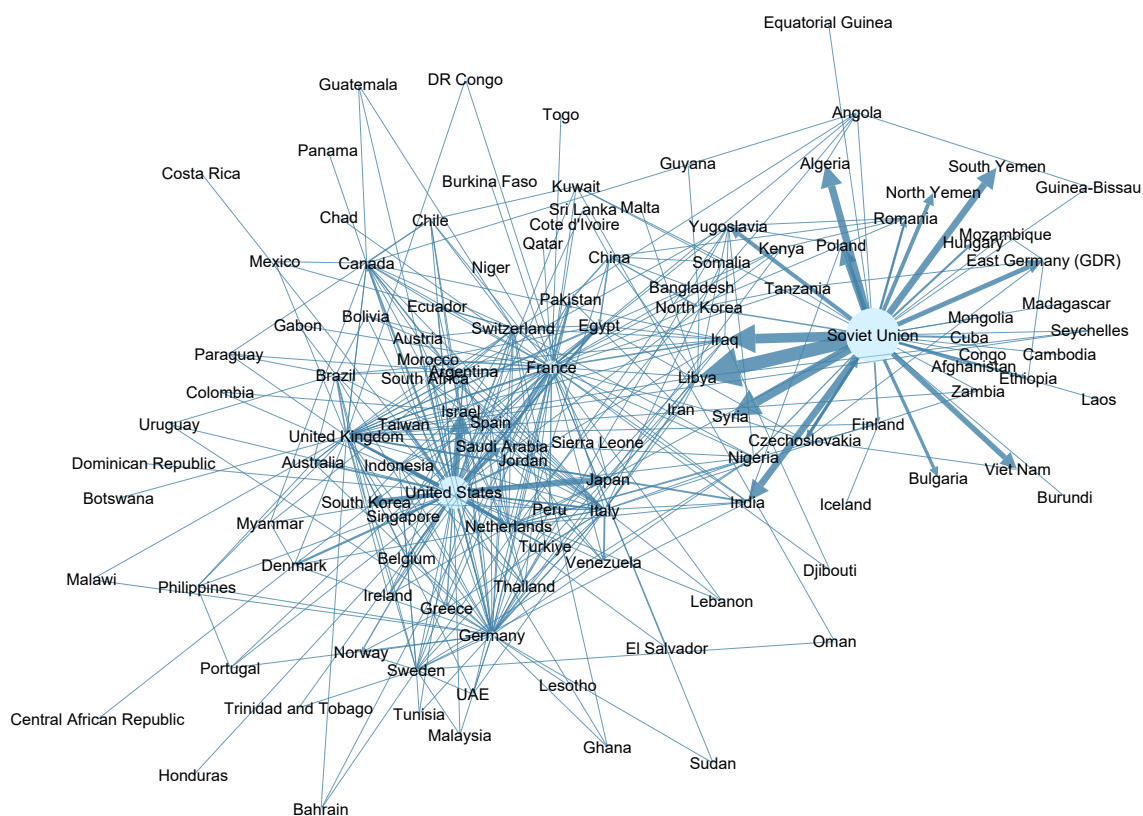 Equatorial Guinea
Guatemala
DR Congo
Togo
Angola
Panama
Costa Rica
Burkina Faso
Kuwait
Guyana
Algeria
South Yemen
North Yemen
Guinea-Bissau
Chad
Chile
Sri Lanka
Malta
Cote d'Ivoire
Qatar
Yugoslavia
Romania
Mozambique
Mexico
Canada
Niger
China
Somalia
Kenya
Poland
Hungary
East Germany (GDR)
Ecuador
Pakistan
Bangladesh
Tanzania
North Korea
Madagascar
Gabon
Bolivia
Austria
Switzerland
Egypt
Iraq
Soviet Union
Mongolia
Cuba
Seychelles
Paraguay
Morocco
Argentina
South Africa
France
Libya
Congo
Afghanistan
Cambodia
Ethiopia
Brazil
Colombia
Zambia
Laos
Israel
Spain
Iran
Syria
Uruguay
Taiwan
Finland
United Kingdom
Saudi Arabia
Jordan
Sierra Leone
Czechoslovakia
Nigeria
Dominican Republic
Australia
Indonesia
Viet Nam
Bulgaria
Botswana
United States
Japan
Burundi
South Korea
Singapore
Peru
Italy
India
Iceland
Myanmar
Netherlands
Turkiye
Denmark
Belgium
Venezuela
Djibouti
Malawi
Philippines
Ireland
Thailand
Greece
Lebanon
Germany
El Salvador
Oman
Norway
Portugal
Sweden
UAE
Lesotho
Trinidad and Tobago
Tunisia
Central African Republic
Malaysia
Ghana
Sudan
Honduras
Bahrain